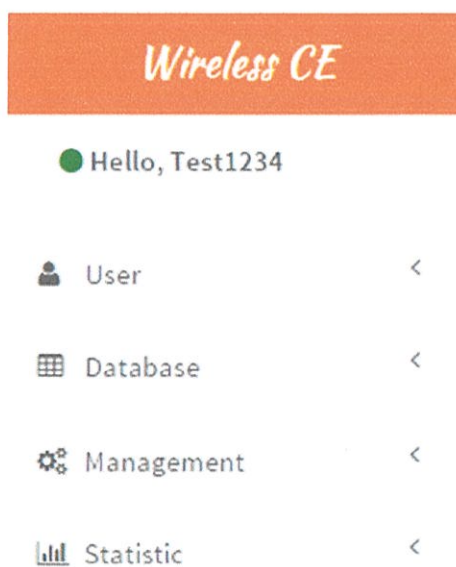 Wireless CE
Hello, Test1234
User
Database
Management
Statistic